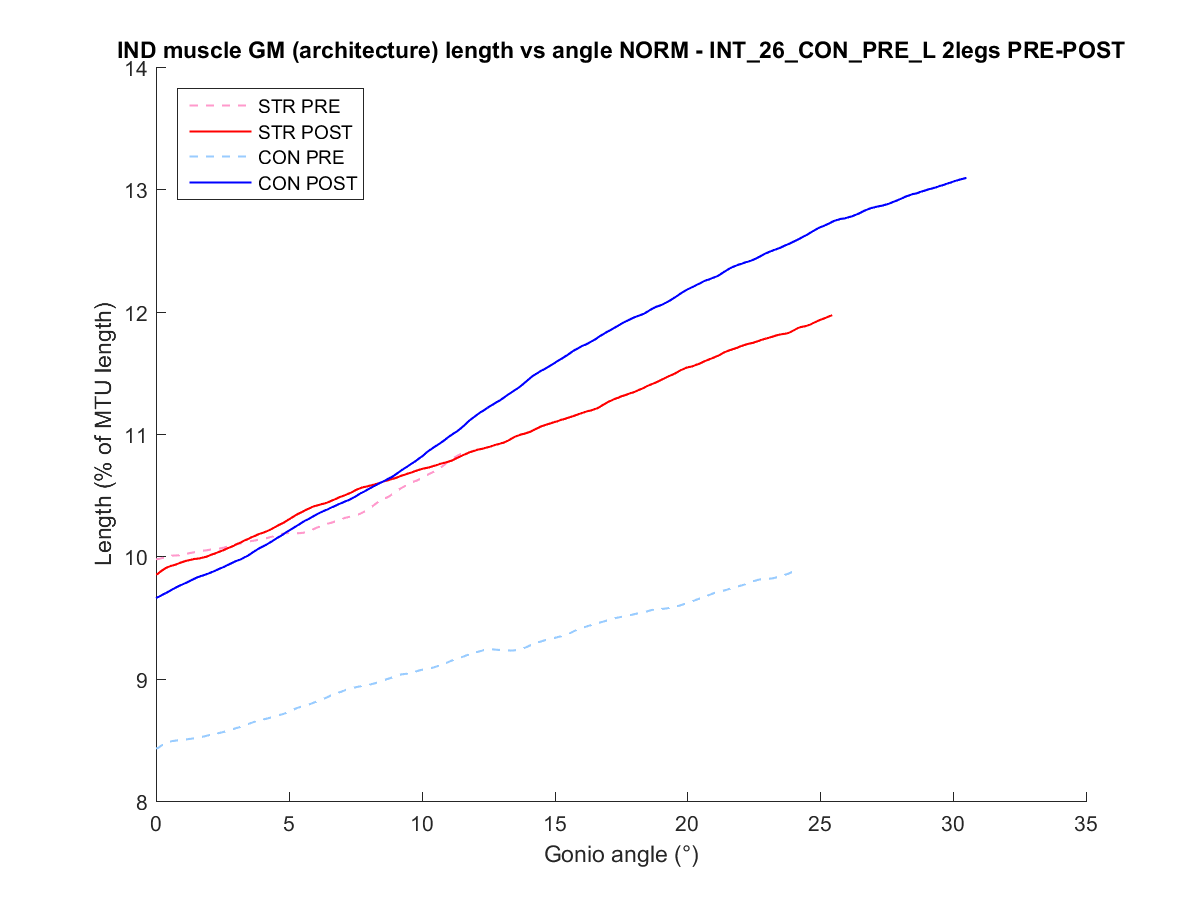 IND muscle GM (architecture) length vs angle NORM - INT_26_CON_PRE_L 2legs PRE-POST
14
13
12
11
10
9
8
Length (% of MTU length)
STR PRE
STR POST
CON PRE
CON POST
0 5 10 15 20 25 30 35
Gonio angle (°)